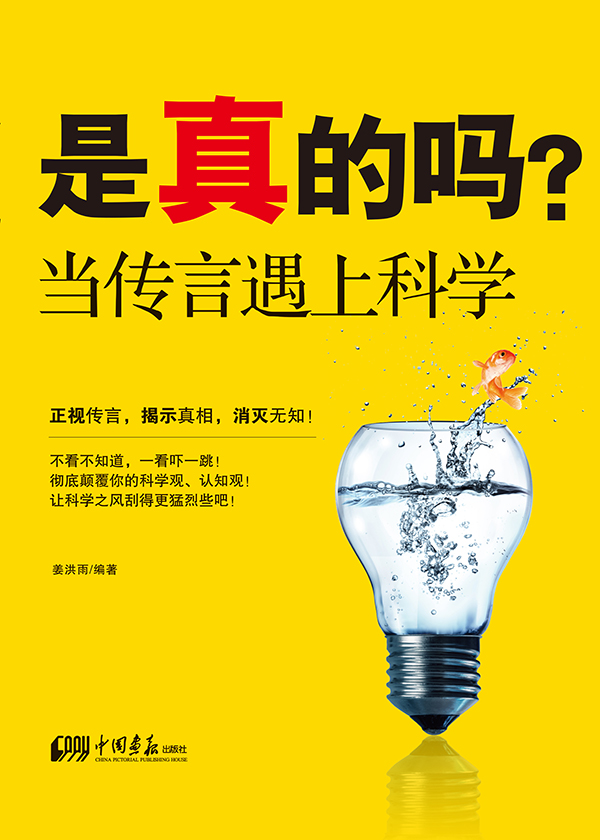 是真的吗?
当传言遇上科学
正视传言，揭示真相，消灭无知！
不看不知道，一看吓一跳！
彻底颠覆你的科学观、认知观！
让科学之风刮得更猛烈些吧！
姜洪雨/编著
CPPH 中国画报出版社
CHINA PICTORIAL PUBLISHING HOUSE